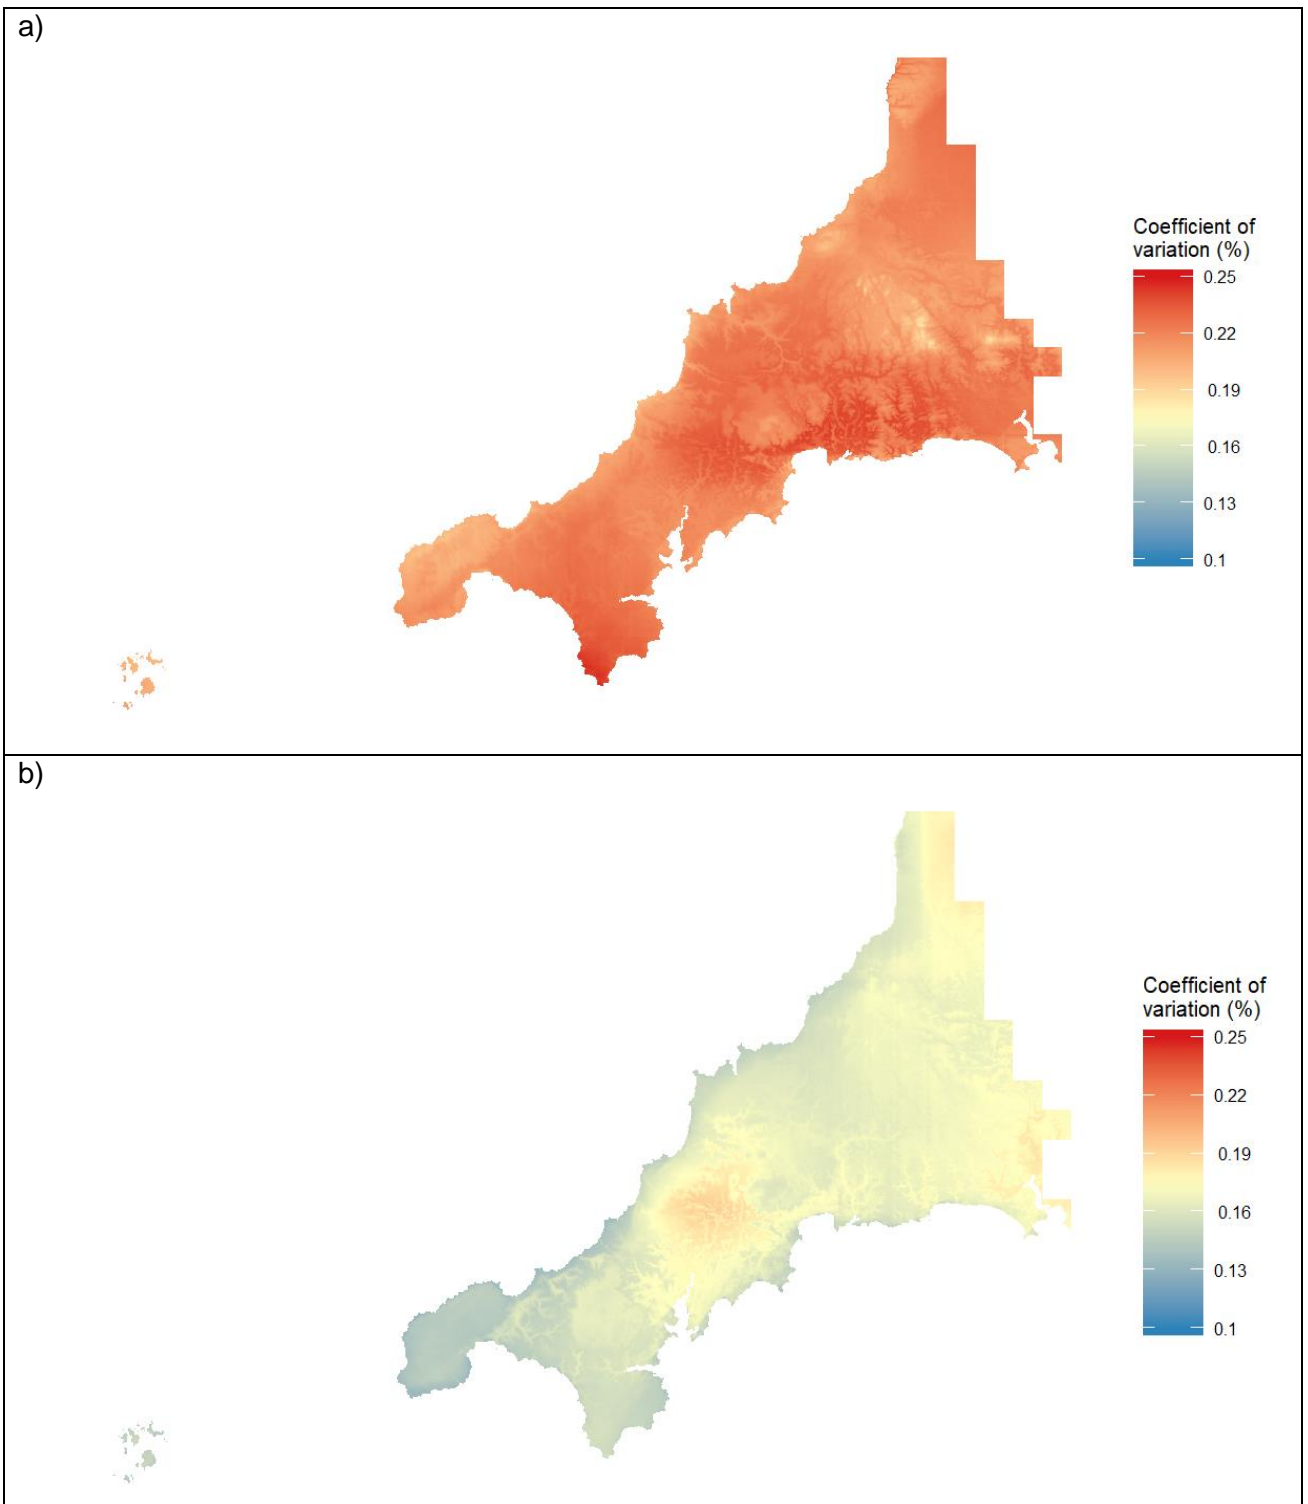 a)
Coefficient of
variation (%)
0.25
0.22
0.19
0.16
0.13
0.1
b)
Coefficient of
variation (%)
0.25
0.22
0.19
0.16
0.13
0.1